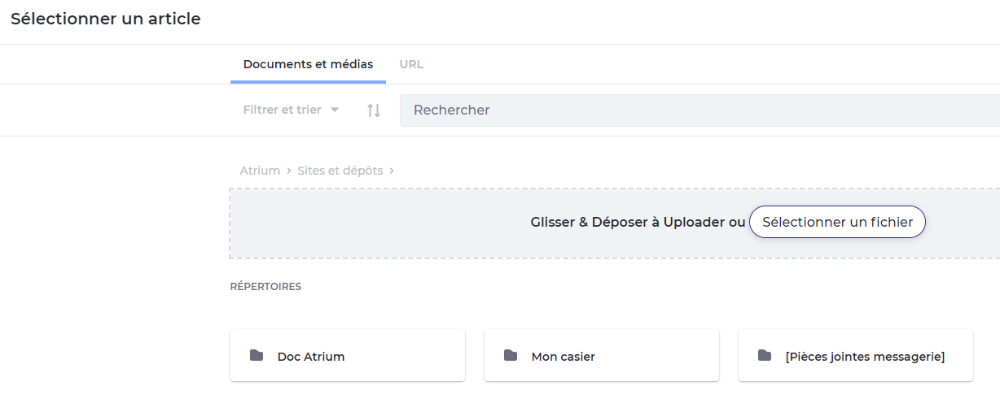 Sélectionner un article
Documents et médias URL
Filtrer et trier Rechercher
Atrium > Sites et dépôts >
Glisser & Déposer à Uploader ou Sélectionner un fichier
RÉPERTOIRES
Doc Atrium Mon casier [Pièces jointes messagerie]